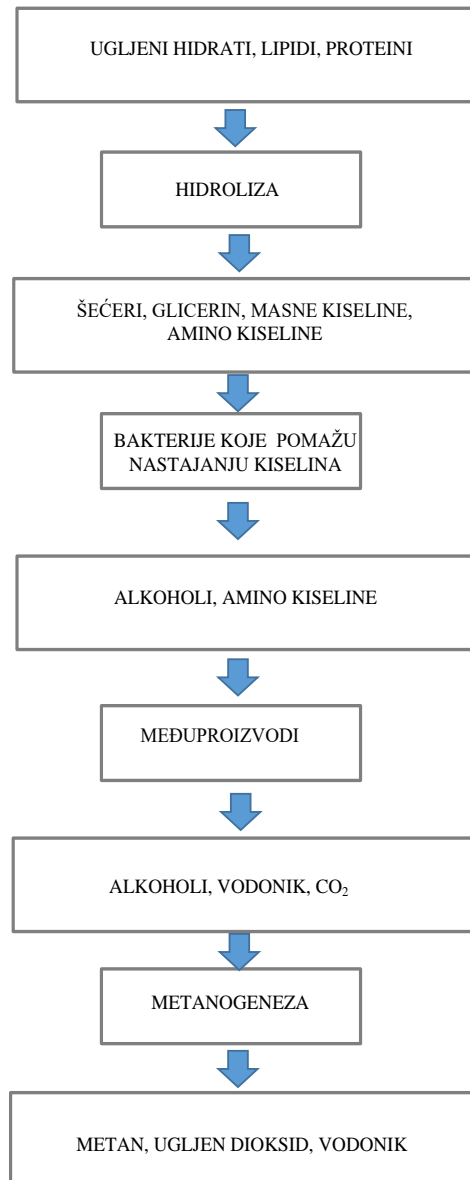 UGLJENI HIDRATI, LIPIDI, PROTEINI
HIDROLIZA
ŠEĆERI, GLICERIN, MASNE KISELINE,
AMINO KISELINE
BAKTERIJE KOJE POMAŽU
NASTAJANJU KISELINA
ALKOHOLI, AMINO KISELINE
MEĐUPROIZVODI
ALKOHOLI, VODONIK, CO₂
METANOGENEZA
METAN, UGLJEN DIOKSID, VODONIK